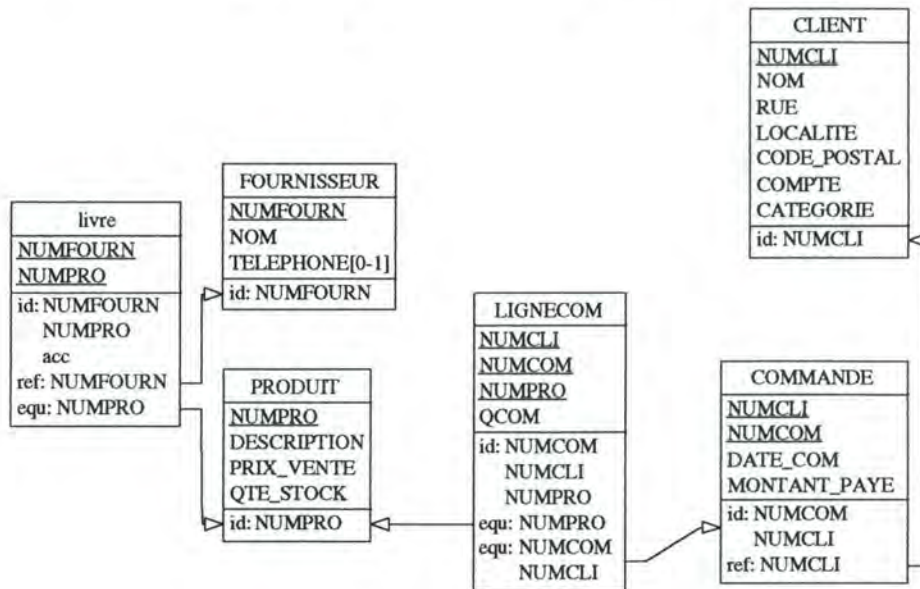 livre
NUMFOURN
NUMPRO
id: NUMFOURN
NUMPRO
acc
ref: NUMFOURN
equ: NUMPRO
FOURNISSEUR
NUMFOURN
NOM
TELEPHONE[0-1]
id: NUMFOURN
PRODUIT
NUMPRO
DESCRIPTION
PRIX_VENTE
QTE_STOCK
id: NUMPRO
LIGNECOM
NUMCLI
NUMCOM
NUMPRO
QCOM
id: NUMCOM
NUMCLI
NUMPRO
equ: NUMPRO
equ: NUMCOM
NUMCLI
CLIENT
NUMCLI
NOM
RUE
LOCALITE
CODE_POSTAL
COMPTE
CATEGORIE
id: NUMCLI
COMMANDE
NUMCLI
NUMCOM
DATE_COM
MONTANT_PAYE
id: NUMCOM
NUMCLI
ref: NUMCLI